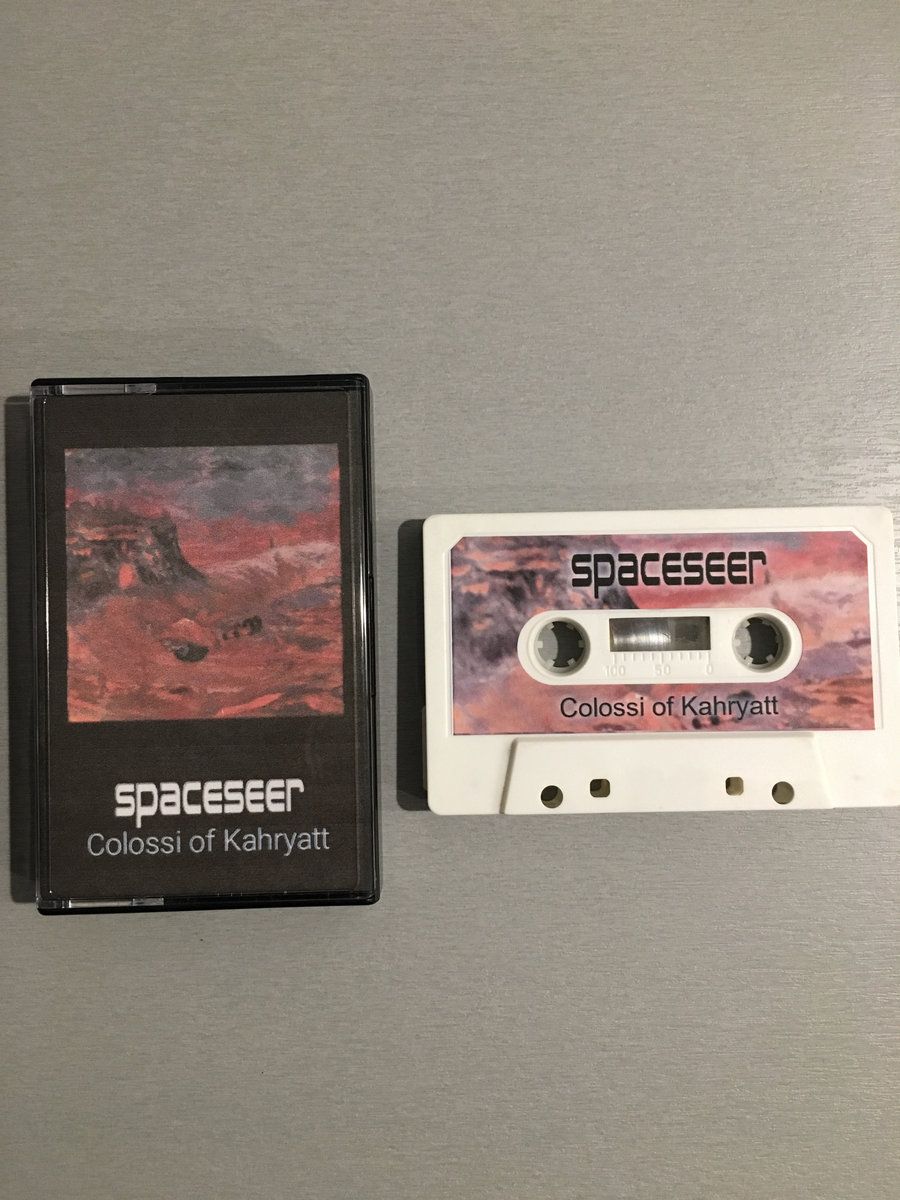 spaceseer
Colossi of Kahryatt
spaceseer
100 50 0
Colossi of Kahryatt